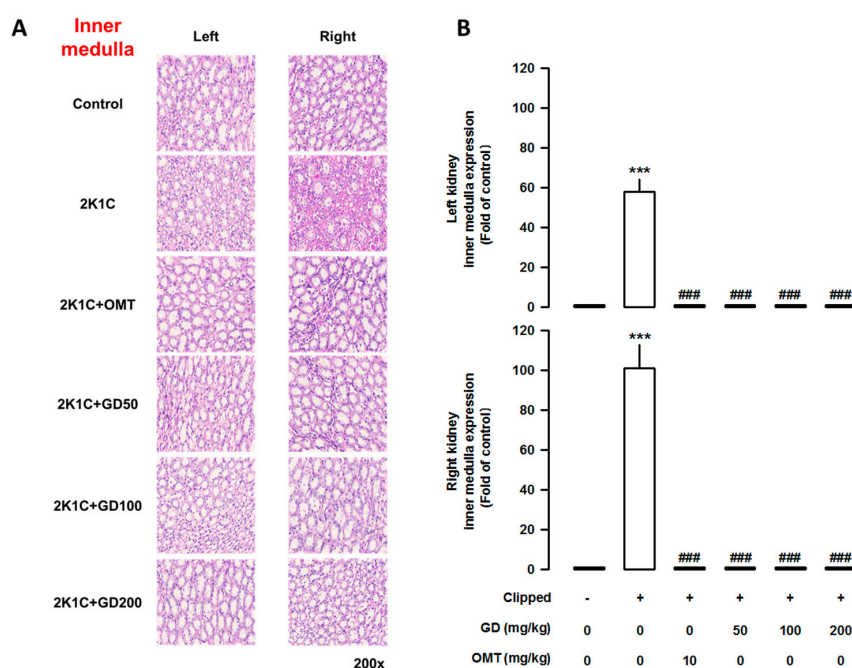 A
Inner
medulla
Left
Right
Control
2K1C
2K1C+OMT
2K1C+GD50
2K1C+GD100
2K1C+GD200
200x
B
Left kidney
Inner medulla expression
(Fold of control)
120
100
80
60
40
20
0
***
### ### ### ###
Right kidney
Inner medulla expression
(Fold of control)
120
100
80
60
40
20
0
***
### ### ### ###
Clipped - + + + + +
GD (mg/kg) 0 0 0 50 100 200
OMT (mg/kg) 0 0 10 0 0 0